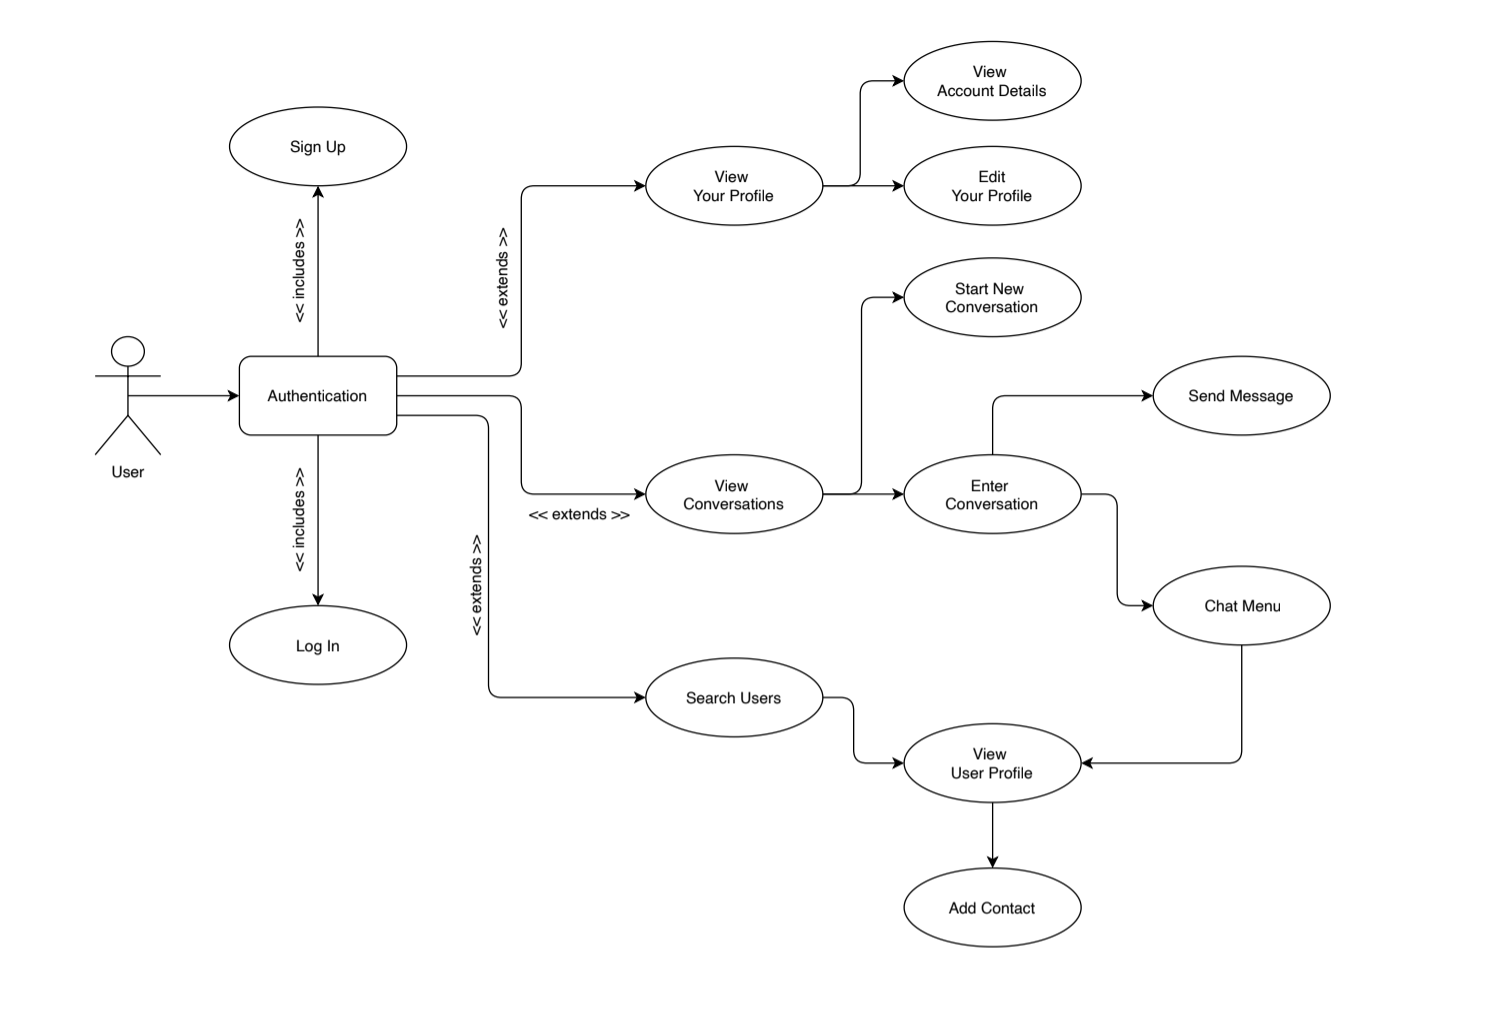 View
Account Details
Sign Up
View
Your Profile
Edit
Your Profile
<< includes >>
<< extends >>
Start New
Conversation
User
Authentication
Send Message
<< includes >>
View
Conversations
<< extends >>
Enter
Conversation
<< extends >>
Chat Menu
Log In
Search Users
View
User Profile
Add Contact